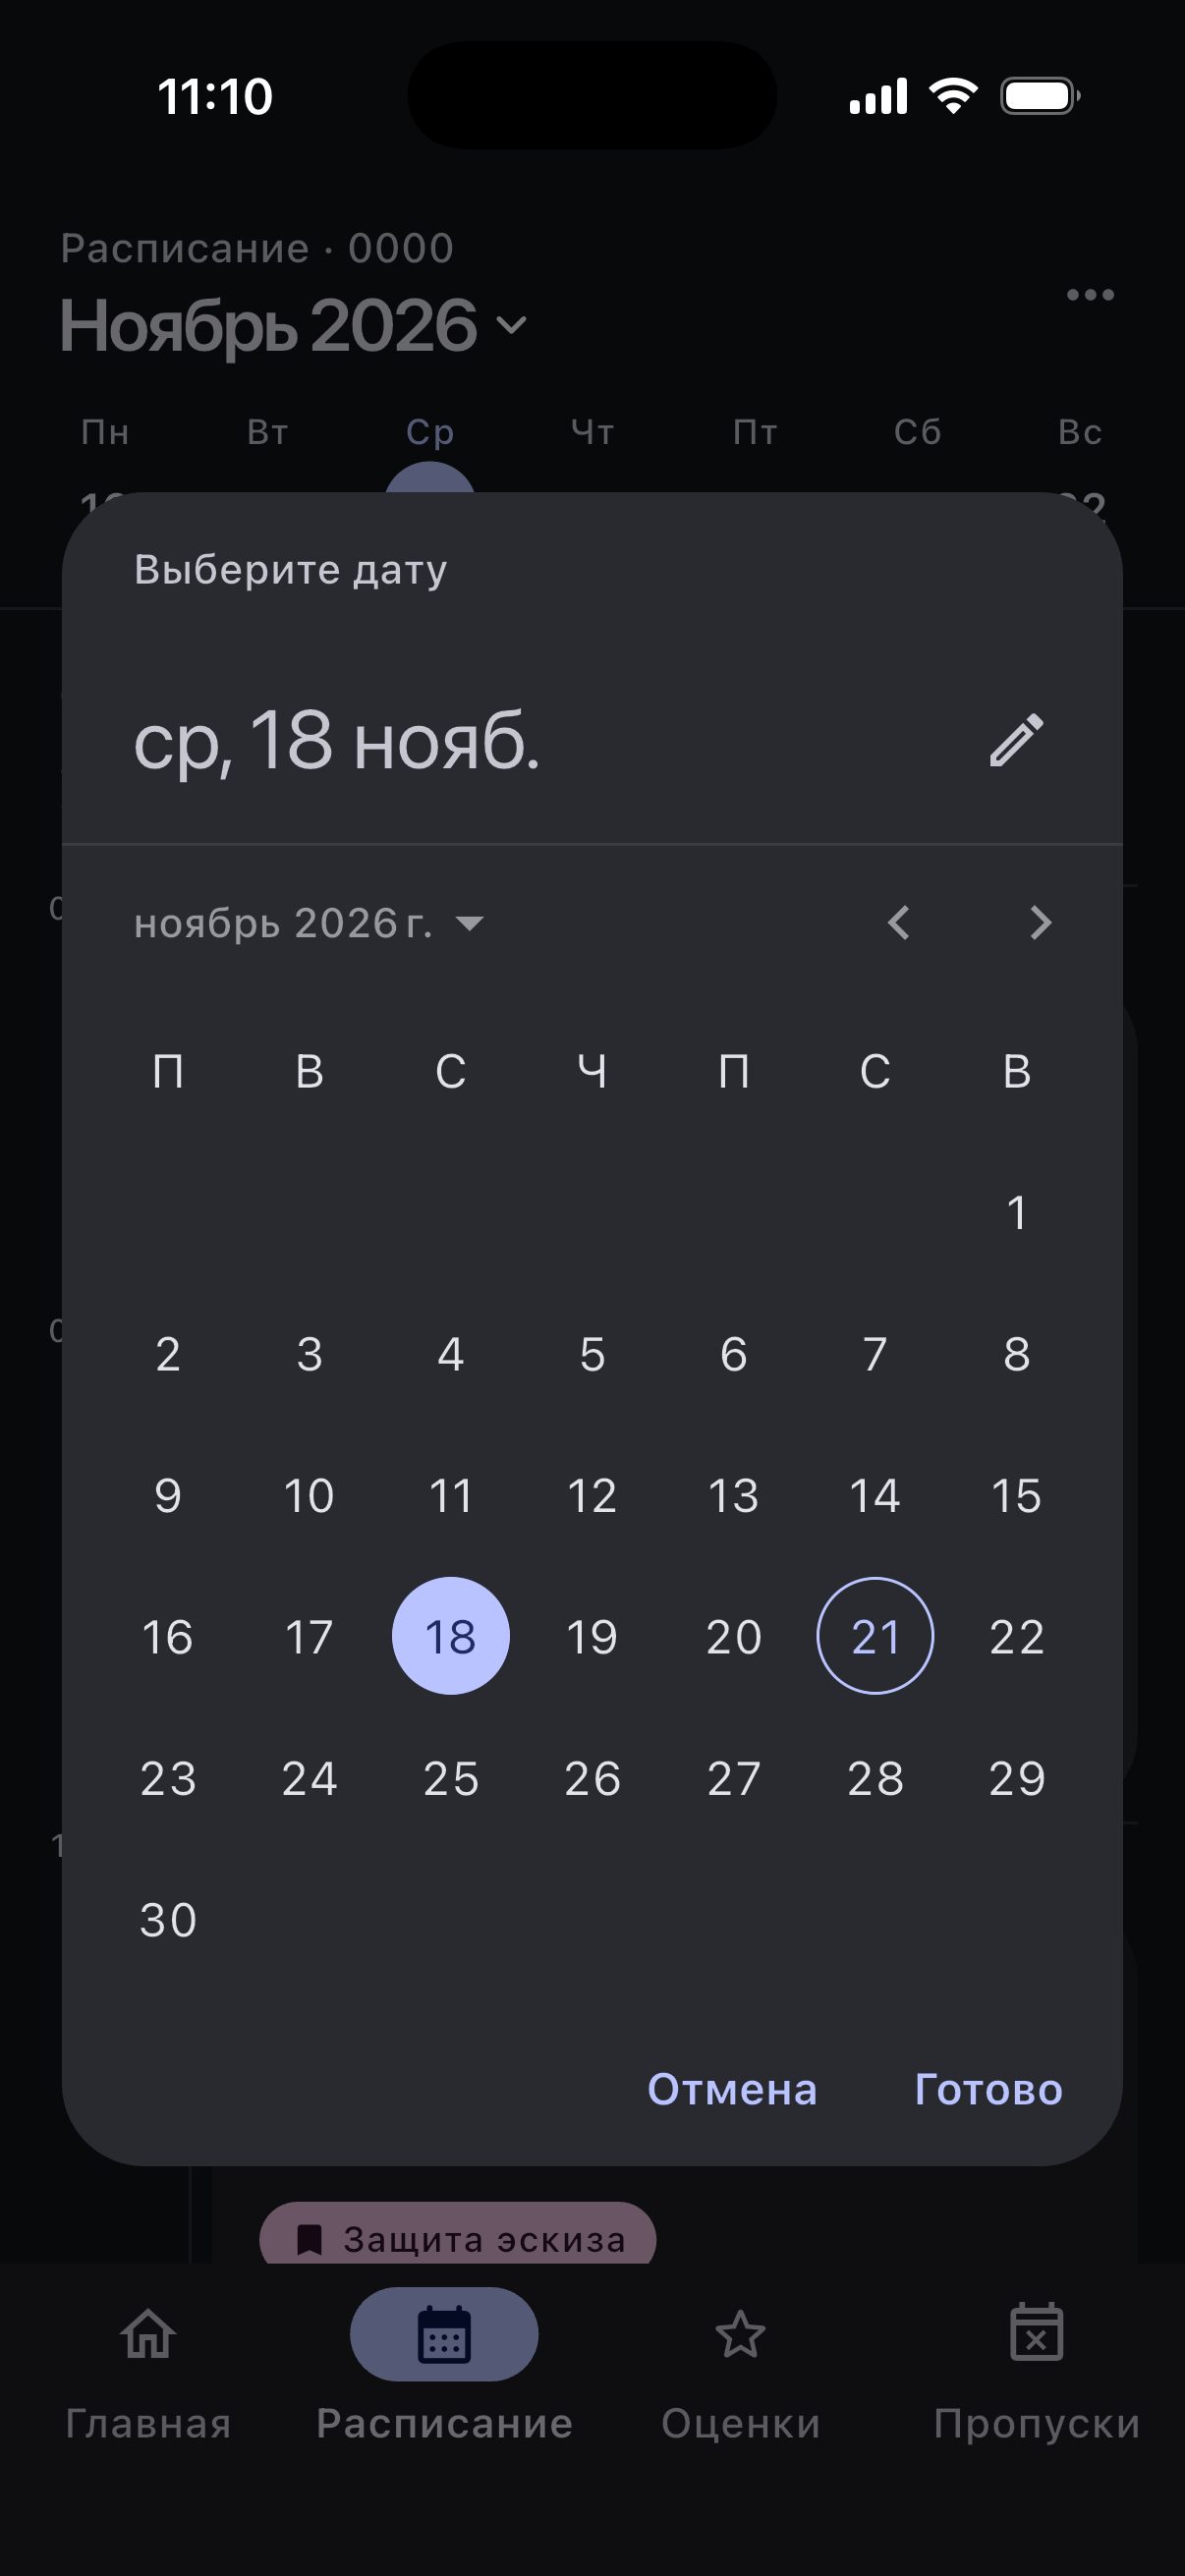 11:10
Расписание · 0000
Ноябрь 2026
Пн Вт Ср Чт Пт Сб Вс
Выберите дату
ср, 18 нояб.
ноябрь 2026 г.
П В С Ч П С В
1
2 3 4 5 6 7 8
9 10 11 12 13 14 15
16 17 18 19 20 21 22
23 24 25 26 27 28 29
30
Отмена Готово
Защита эскиза
Главная Расписание Оценки Пропуски